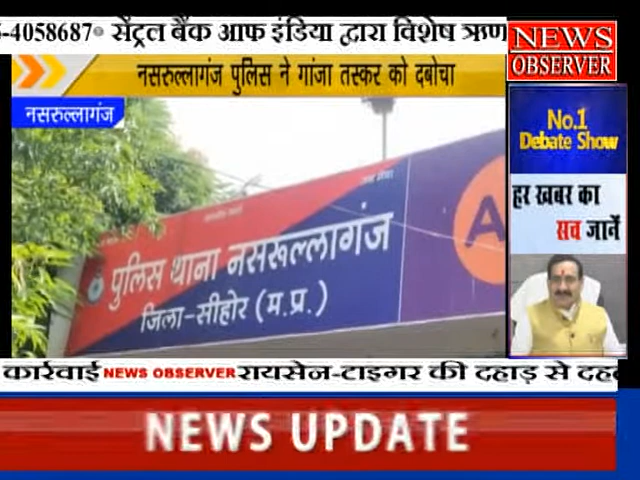 -4058687 • सेंट्रल बैंक आफ इंडिया द्वारा विशेष ऋण
NEWS
OBSERVER
नसरुल्लागंज पुलिस ने गांजा तस्कर को दबोचा
नसरुल्लागंज
No.1
Debate Show
हर खबर का
सच जानें
पुलिस थाना नसरूल्लागंज
जिला-सीहोर (म.प्र.)
A
कार्रवाई NEWS OBSERVER रायसेन-टाइगर की दहाड़ से दह
NEWS UPDATE